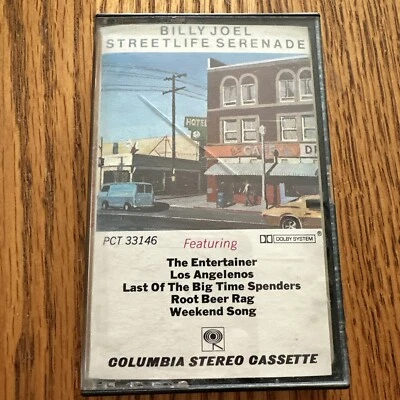 BILLY JOEL
STREETLIFE SERENADE
HOTEL
CAFE
PCT 33146
Featuring
DOLBY SYSTEM ®
The Entertainer
Los Angelenos
Last Of The Big Time Spenders
Root Beer Rag
Weekend Song
COLUMBIA STEREO CASSETTE